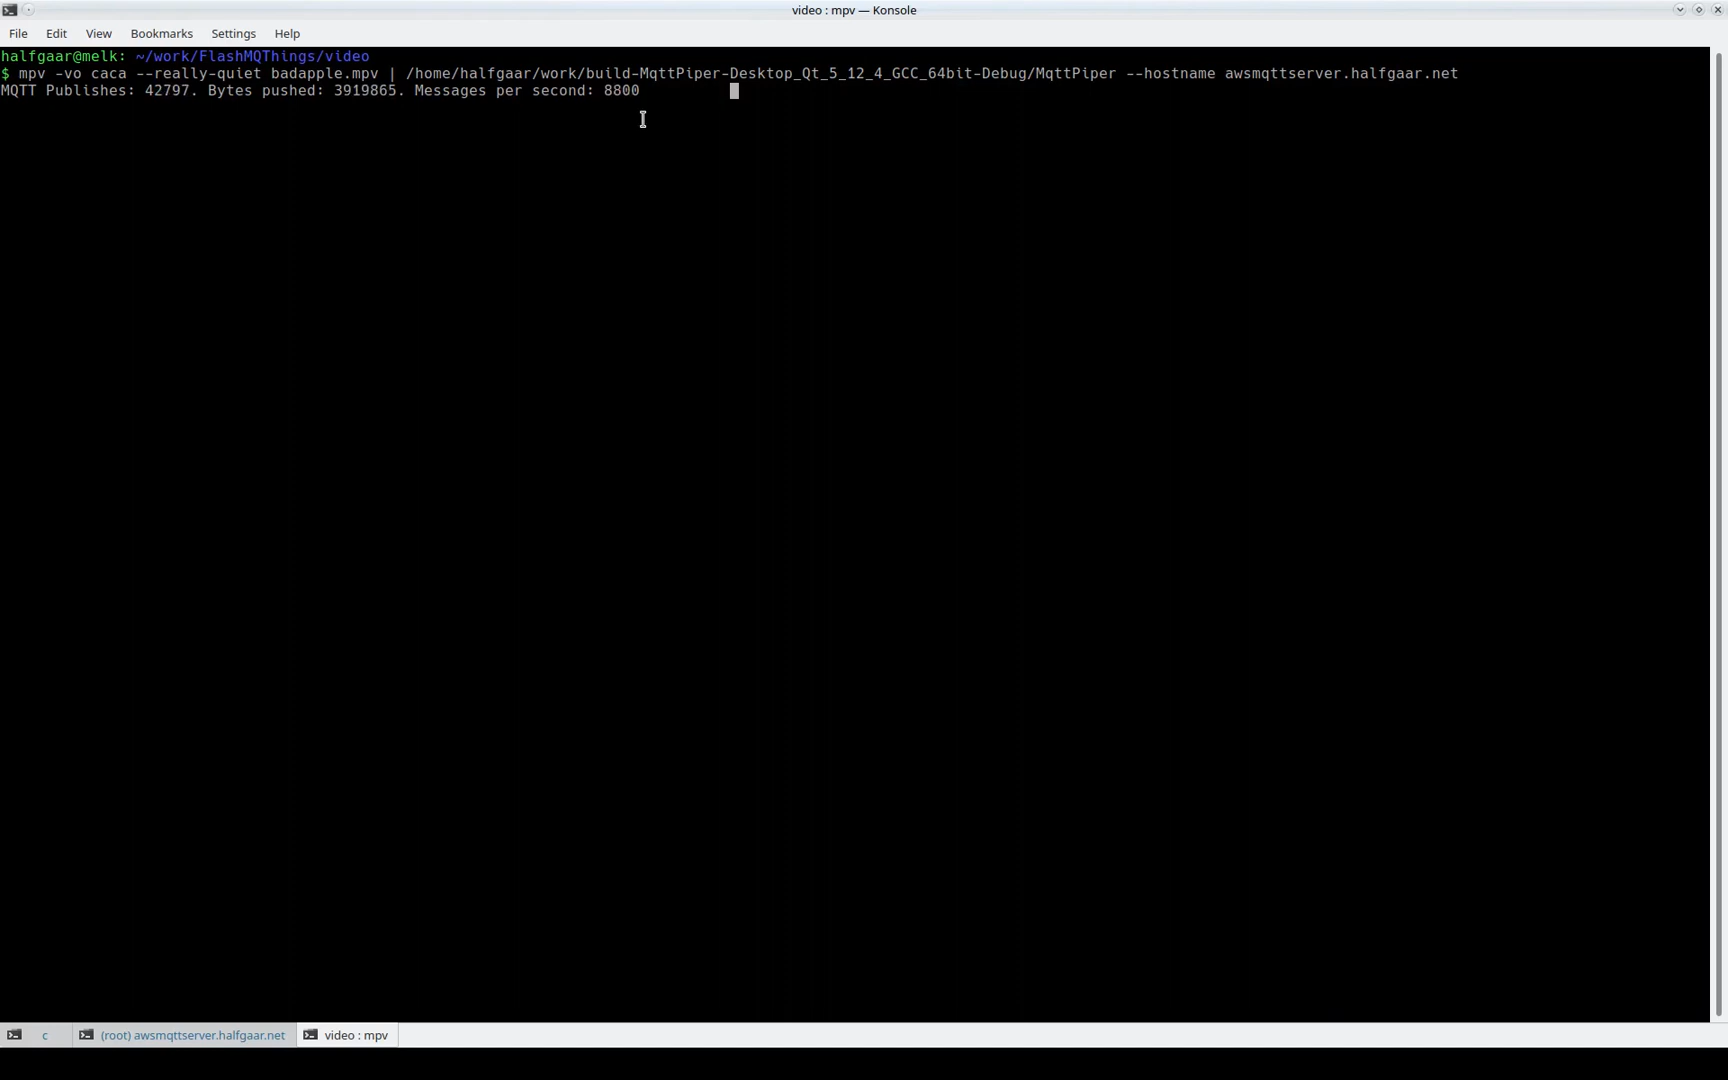 video : mpv — Konsole
File Edit View Bookmarks Settings Help
halfgaar@melk: ~/work/FlashMQThings/video
$ mpv -vo caca --really-quiet badapple.mpv | /home/halfgaar/work/build-MqttPiper-Desktop_Qt_5_12_4_GCC_64bit-Debug/MqttPiper --hostname awsmqttserver.halfgaar.net
MQTT Publishes: 42797. Bytes pushed: 3919865. Messages per second: 8800
c (root) awsmqttserver.halfgaar.net video : mpv